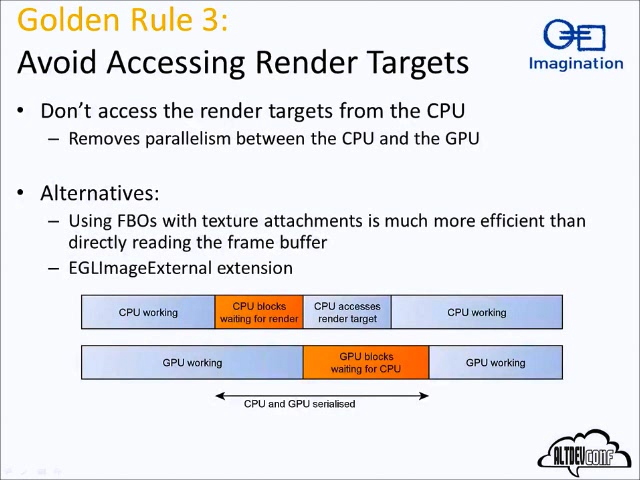 Golden Rule 3:
Avoid Accessing Render Targets
Imagination
• Don't access the render targets from the CPU
– Removes parallelism between the CPU and the GPU
• Alternatives:
– Using FBOs with texture attachments is much more efficient than
directly reading the frame buffer
– EGLImageExternal extension
CPU working
CPU blocks
waiting for render
CPU accesses
render target
CPU working
GPU working
GPU blocks
waiting for CPU
GPU working
CPU and GPU serialised
ALTDEVCONF